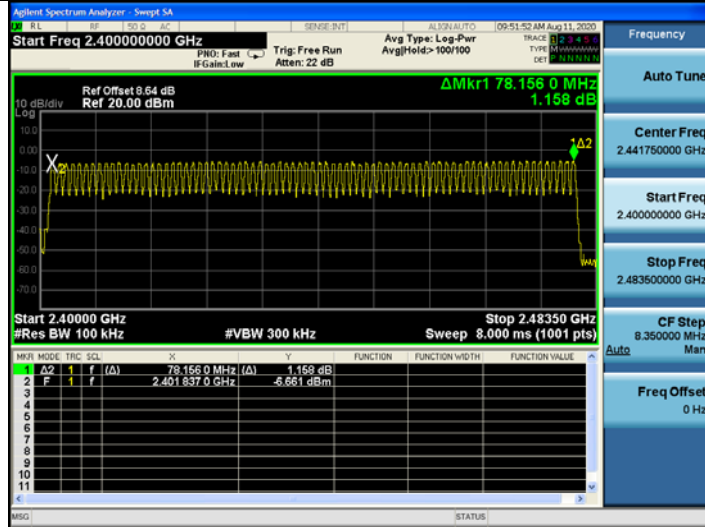 Agilent Spectrum Analyzer - Swept SA
RL RF 50 Ω AC SENSE:INT ALIGN AUTO 09:51:52 AM Aug 11, 2020
Start Freq 2.400000000 GHz
PNO: Fast
IFGain:Low
Trig: Free Run
Atten: 22 dB
Avg Type: Log-Pwr
Avg|Hold:> 100/100
TRACE 1 2 3 4 5 6
TYPE M
DET P N N N N N
ΔMkr1 78.156 0 MHz
1.158 dB
Ref Offset 8.64 dB
10 dB/div Ref 20.00 dBm
Log
10.0
0.00
-10.0
-20.0
-30.0
-40.0
-50.0
-60.0
-70.0
X2
1Δ2
Start 2.40000 GHz Stop 2.48350 GHz
#Res BW 100 kHz #VBW 300 kHz Sweep 8.000 ms (1001 pts)
MKR MODE TRC SCL X Y FUNCTION FUNCTION WIDTH FUNCTION VALUE
1 Δ2 1 f (Δ) 78.156 0 MHz (Δ) 1.158 dB
2 F 1 f 2.401 837 0 GHz -6.661 dBm
3
4
5
6
7
8
9
10
11
MSG STATUS
Frequency
Auto Tune
Center Freq
2.441750000 GHz
Start Freq
2.400000000 GHz
Stop Freq
2.483500000 GHz
CF Step
8.350000 MHz
Auto Man
Freq Offset
0 Hz